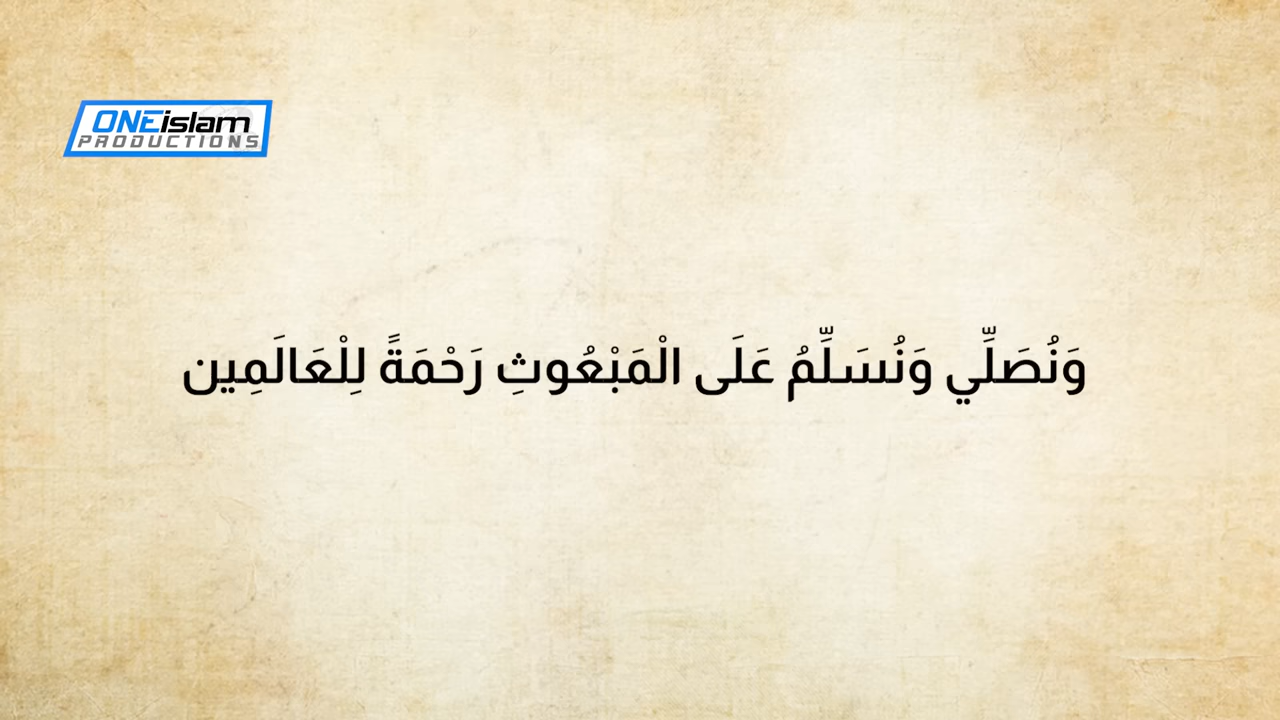 ONEislam
PRODUCTIONS
وَنُصَلِّي وَنُسَلِّمُ عَلَى الْمَبْعُوثِ رَحْمَةً لِلْعَالَمِين